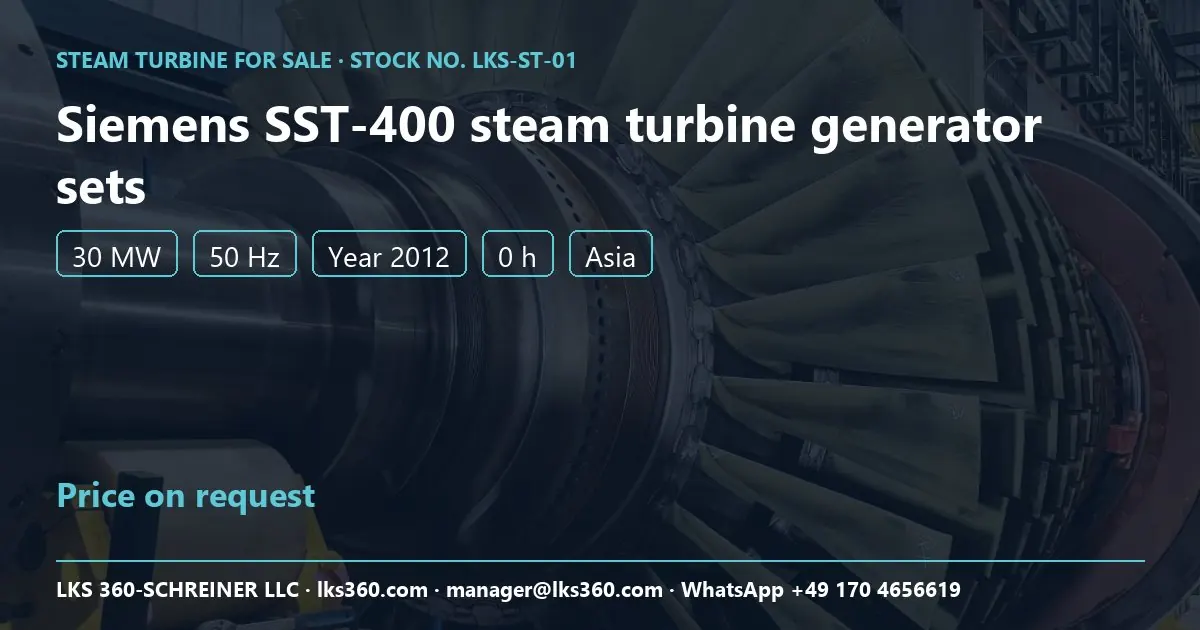 STEAM TURBINE FOR SALE · STOCK NO. LKS-ST-01
Siemens SST-400 steam turbine generator
sets
30 MW
50 Hz
Year 2012
0 h
Asia
Price on request
LKS 360-SCHREINER LLC · lks360.com · manager@lks360.com · WhatsApp +49 170 4656619